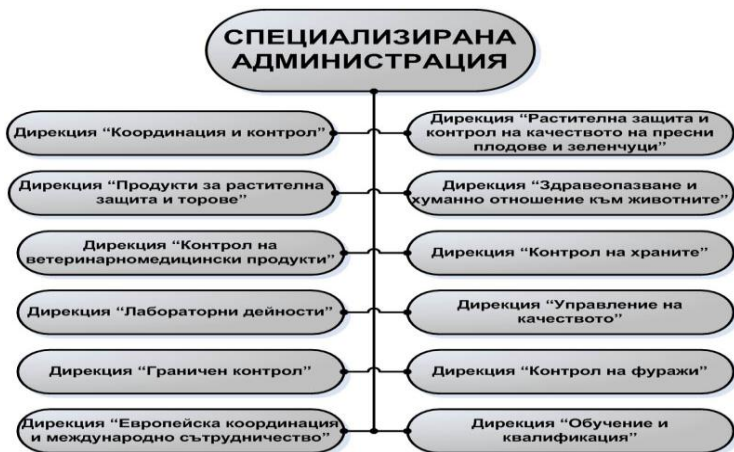 СПЕЦИАЛИЗИРАНА
АДМИНИСТРАЦИЯ
Дирекция “Координация и контрол”
Дирекция “Растителна защита и
контрол на качеството на пресни
плодове и зеленчуци”
Дирекция “Продукти за растителна
защита и торове”
Дирекция “Здравеопазване и
хуманно отношение към животните”
Дирекция “Контрол на
ветеринарномедицински продукти”
Дирекция “Контрол на храните”
Дирекция “Лабораторни дейности”
Дирекция “Управление на
качеството”
Дирекция “Граничен контрол”
Дирекция “Контрол на фуражи”
Дирекция “Европейска координация
и международно сътрудничество”
Дирекция “Обучение и
квалификация”